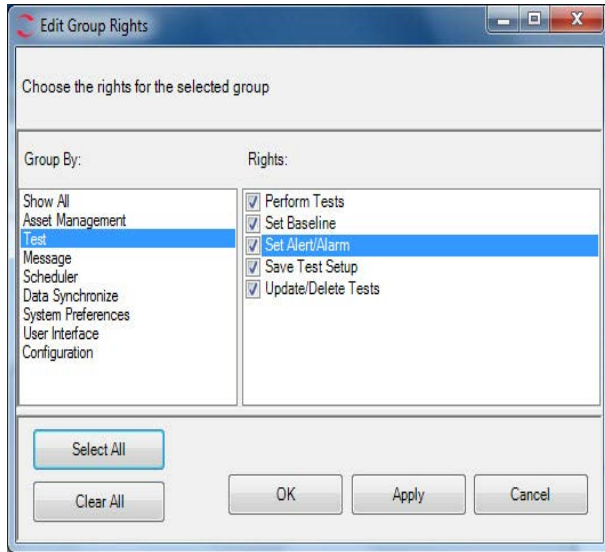 Edit Group Rights
Choose the rights for the selected group
Group By:
Rights:
Show All
Asset Management
Test
Message
Scheduler
Data Synchronize
System Preferences
User Interface
Configuration
Perform Tests
Set Baseline
Set Alert/Alarm
Save Test Setup
Update/Delete Tests
Select All
Clear All
OK
Apply
Cancel